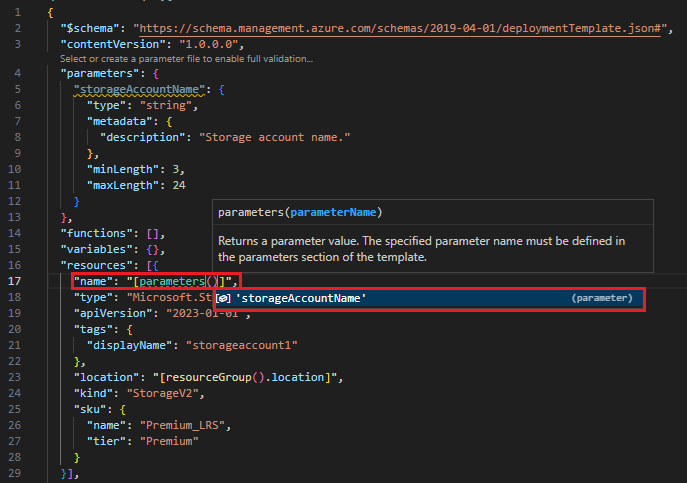 1 {
2 "$schema": "https://schema.management.azure.com/schemas/2019-04-01/deploymentTemplate.json#",
3 "contentVersion": "1.0.0.0",
Select or create a parameter file to enable full validation...
4 "parameters": {
5 "storageAccountName": {
6 "type": "string",
7 "metadata": {
8 "description": "Storage account name."
9 },
10 "minLength": 3,
11 "maxLength": 24
12 }
13 },
14 "functions": [],
15 "variables": {},
16 "resources": [{
parameters(parameterName)
Returns a parameter value. The specified parameter name must be defined in
the parameters section of the template.
17 "name": "[parameters()]",
18 "type": "Microsoft.St
'storageAccountName' (parameter)
19 "apiVersion": "2023-01-01",
20 "tags": {
21 "displayName": "storageaccount1"
22 },
23 "location": "[resourceGroup().location]",
24 "kind": "StorageV2",
25 "sku": {
26 "name": "Premium_LRS",
27 "tier": "Premium"
28 }
29 }],